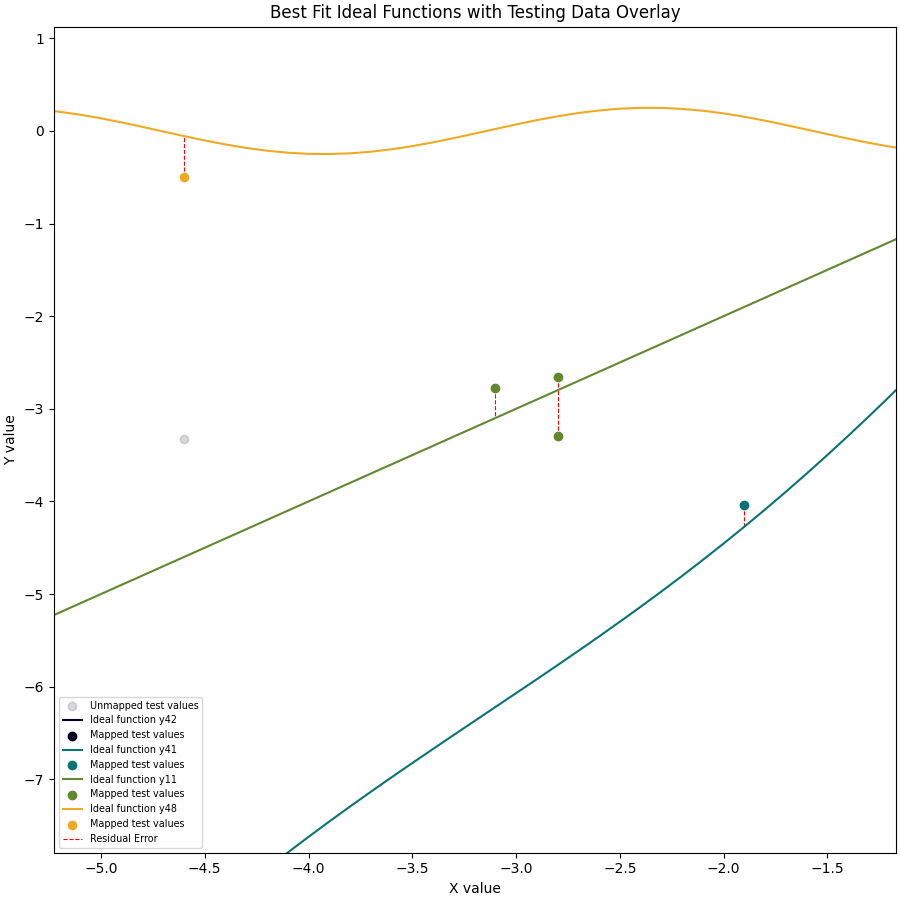 Best Fit Ideal Functions with Testing Data Overlay
1
0
−1
−2
−3
−4
−5
−6
−7
Y value
Unmapped test values
Ideal function y42
Mapped test values
Ideal function y41
Mapped test values
Ideal function y11
Mapped test values
Ideal function y48
Mapped test values
Residual Error
−5.0 −4.5 −4.0 −3.5 −3.0 −2.5 −2.0 −1.5
X value